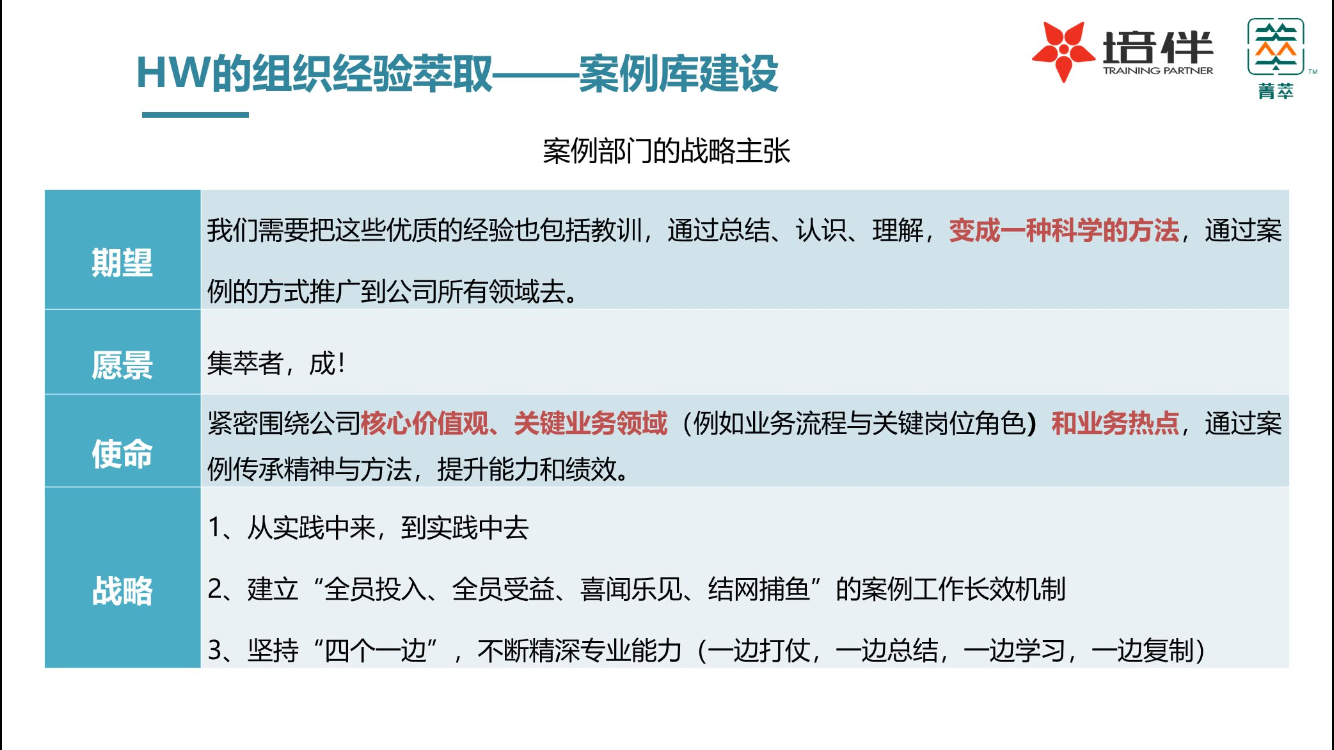 HW的组织经验萃取——案例库建设
培伴
TRAINING PARTNER
萃
TM
菁萃
案例部门的战略主张
期望
我们需要把这些优质的经验也包括教训，通过总结、认识、理解，变成一种科学的方法，通过案
例的方式推广到公司所有领域去。
愿景
集萃者，成！
使命
紧密围绕公司核心价值观、关键业务领域（例如业务流程与关键岗位角色）和业务热点，通过案
例传承精神与方法，提升能力和绩效。
战略
1、从实践中来，到实践中去
2、建立“全员投入、全员受益、喜闻乐见、结网捕鱼”的案例工作长效机制
3、坚持“四个一边”，不断精深专业能力（一边打仗，一边总结，一边学习，一边复制）